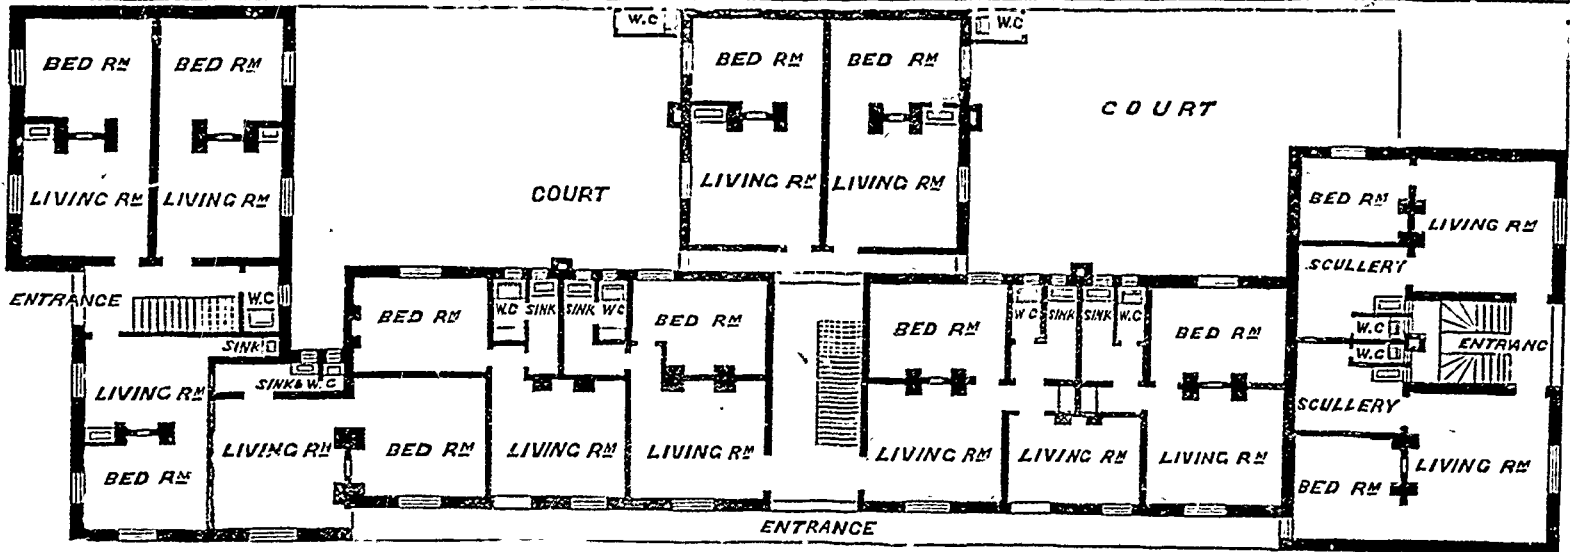 W.C W.C
BED RM BED RM BED RM BED RM
COURT
LIVING RM LIVING RM COURT LIVING RM LIVING RM
BED RM LIVING RM
SCULLERY
ENTRANCE W.C
BED RM W.C SINK SINK WC BED RM BED RM WC SINK SINK W.C BED RM
SINK W.C ENTRANC
W.C
SINK & W.C
LIVING RM SCULLERY
LIVING RM BED RM LIVING RM LIVING RM LIVING RM LIVING RM LIVING RM LIVING RM
BED RM BED RM
ENTRANCE